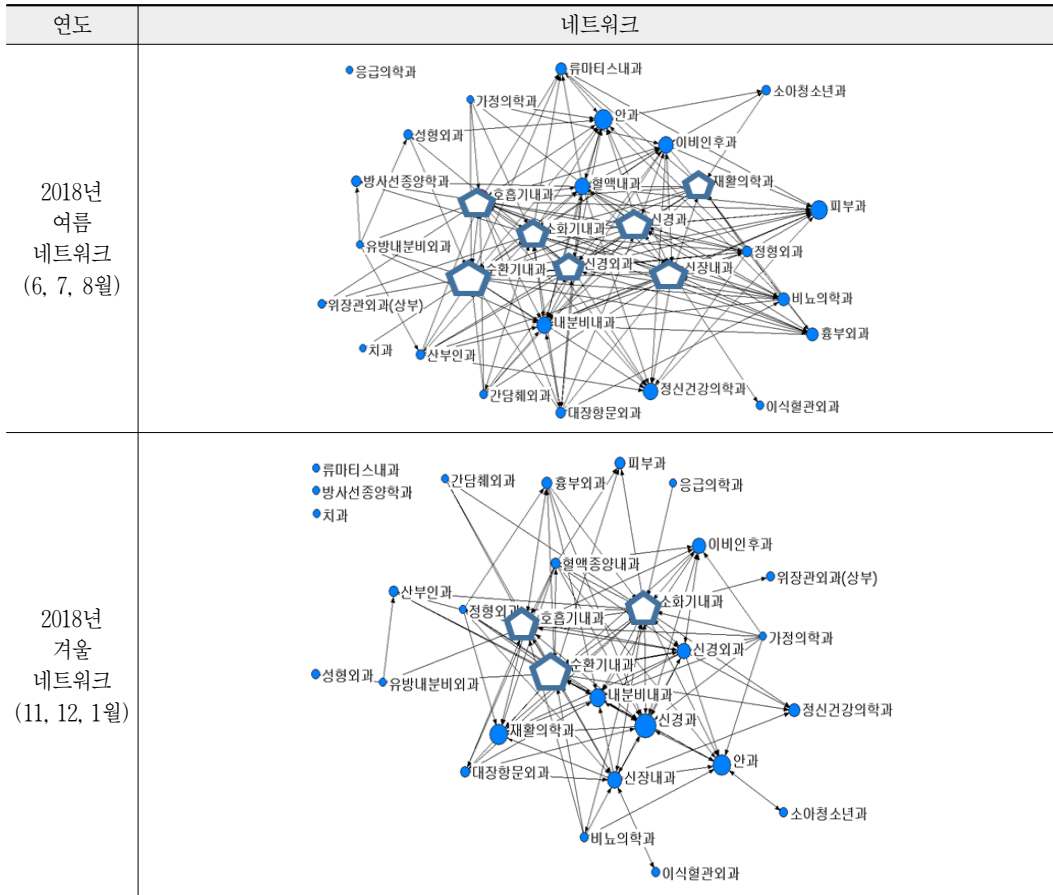 연도
네트워크
2018년
여름
네트워크
(6, 7, 8월)
응급의학과
류마티스내과
소아청소년과
가정의학과
안과
성형외과
이비인후과
방사선종양학과
혈액내과
재활의학과
호흡기내과
피부과
소화기내과
신경과
유방내분비외과
정형외과
순환기내과
신경외과
신장내과
위장관외과(상부)
비뇨의학과
내분비내과
흉부외과
치과
산부인과
간담췌외과
정신건강의학과
대장항문외과
이식혈관외과
2018년
겨울
네트워크
(11, 12, 1월)
류마티스내과
방사선종양학과
치과
간담췌외과
흉부외과
피부과
응급의학과
이비인후과
혈액종양내과
위장관외과(상부)
산부인과
소화기내과
정형외과
호흡기내과
가정의학과
신경외과
순환기내과
성형외과
유방내분비외과
내분비내과
정신건강의학과
신경과
재활의학과
안과
대장항문외과
신장내과
소아청소년과
비뇨의학과
이식혈관외과